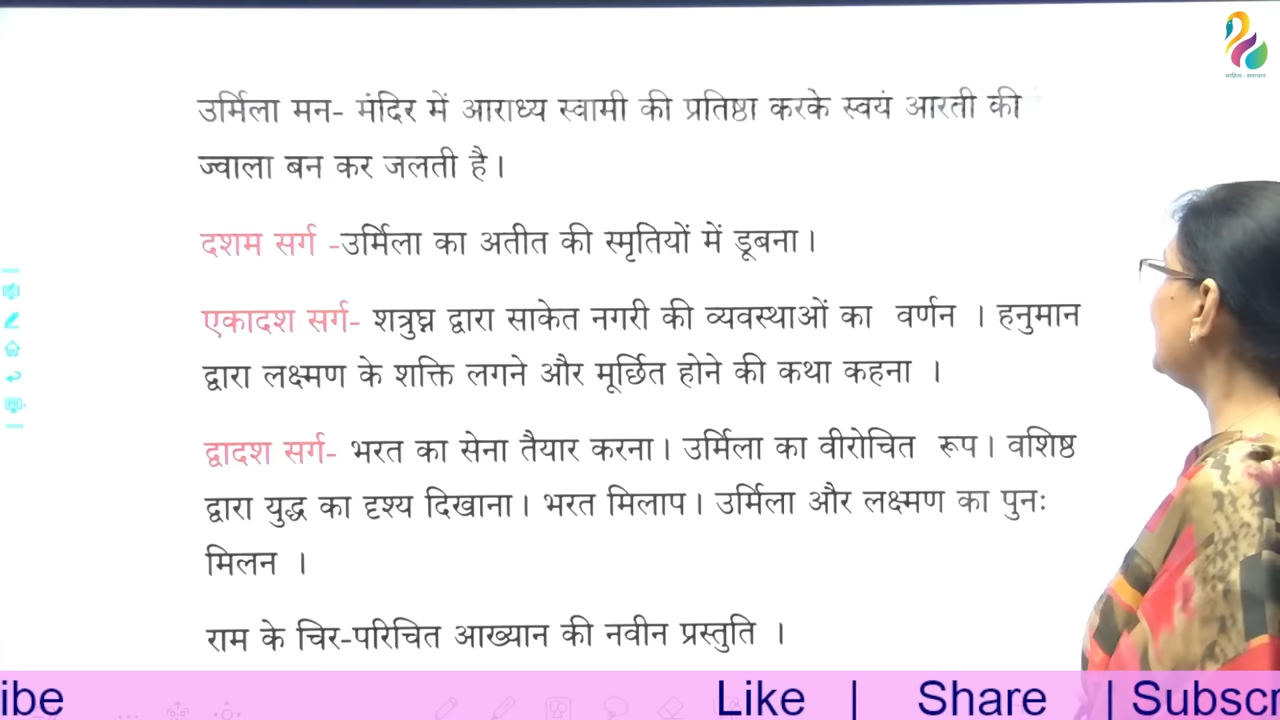 उर्मिला मन- मंदिर में आराध्य स्वामी की प्रतिष्ठा करके स्वयं आरती की
ज्वाला बन कर जलती है।
दशम सर्ग -उर्मिला का अतीत की स्मृतियों में डूबना।
एकादश सर्ग- शत्रुघ्न द्वारा साकेत नगरी की व्यवस्थाओं का वर्णन । हनुमान
द्वारा लक्ष्मण के शक्ति लगने और मूर्छित होने की कथा कहना ।
द्वादश सर्ग- भरत का सेना तैयार करना। उर्मिला का वीरोचित रूप। वशिष्ठ
द्वारा युद्ध का दृश्य दिखाना। भरत मिलाप। उर्मिला और लक्ष्मण का पुनः
मिलन ।
राम के चिर-परिचित आख्यान की नवीन प्रस्तुति ।
ibe Like | Share | Subscr